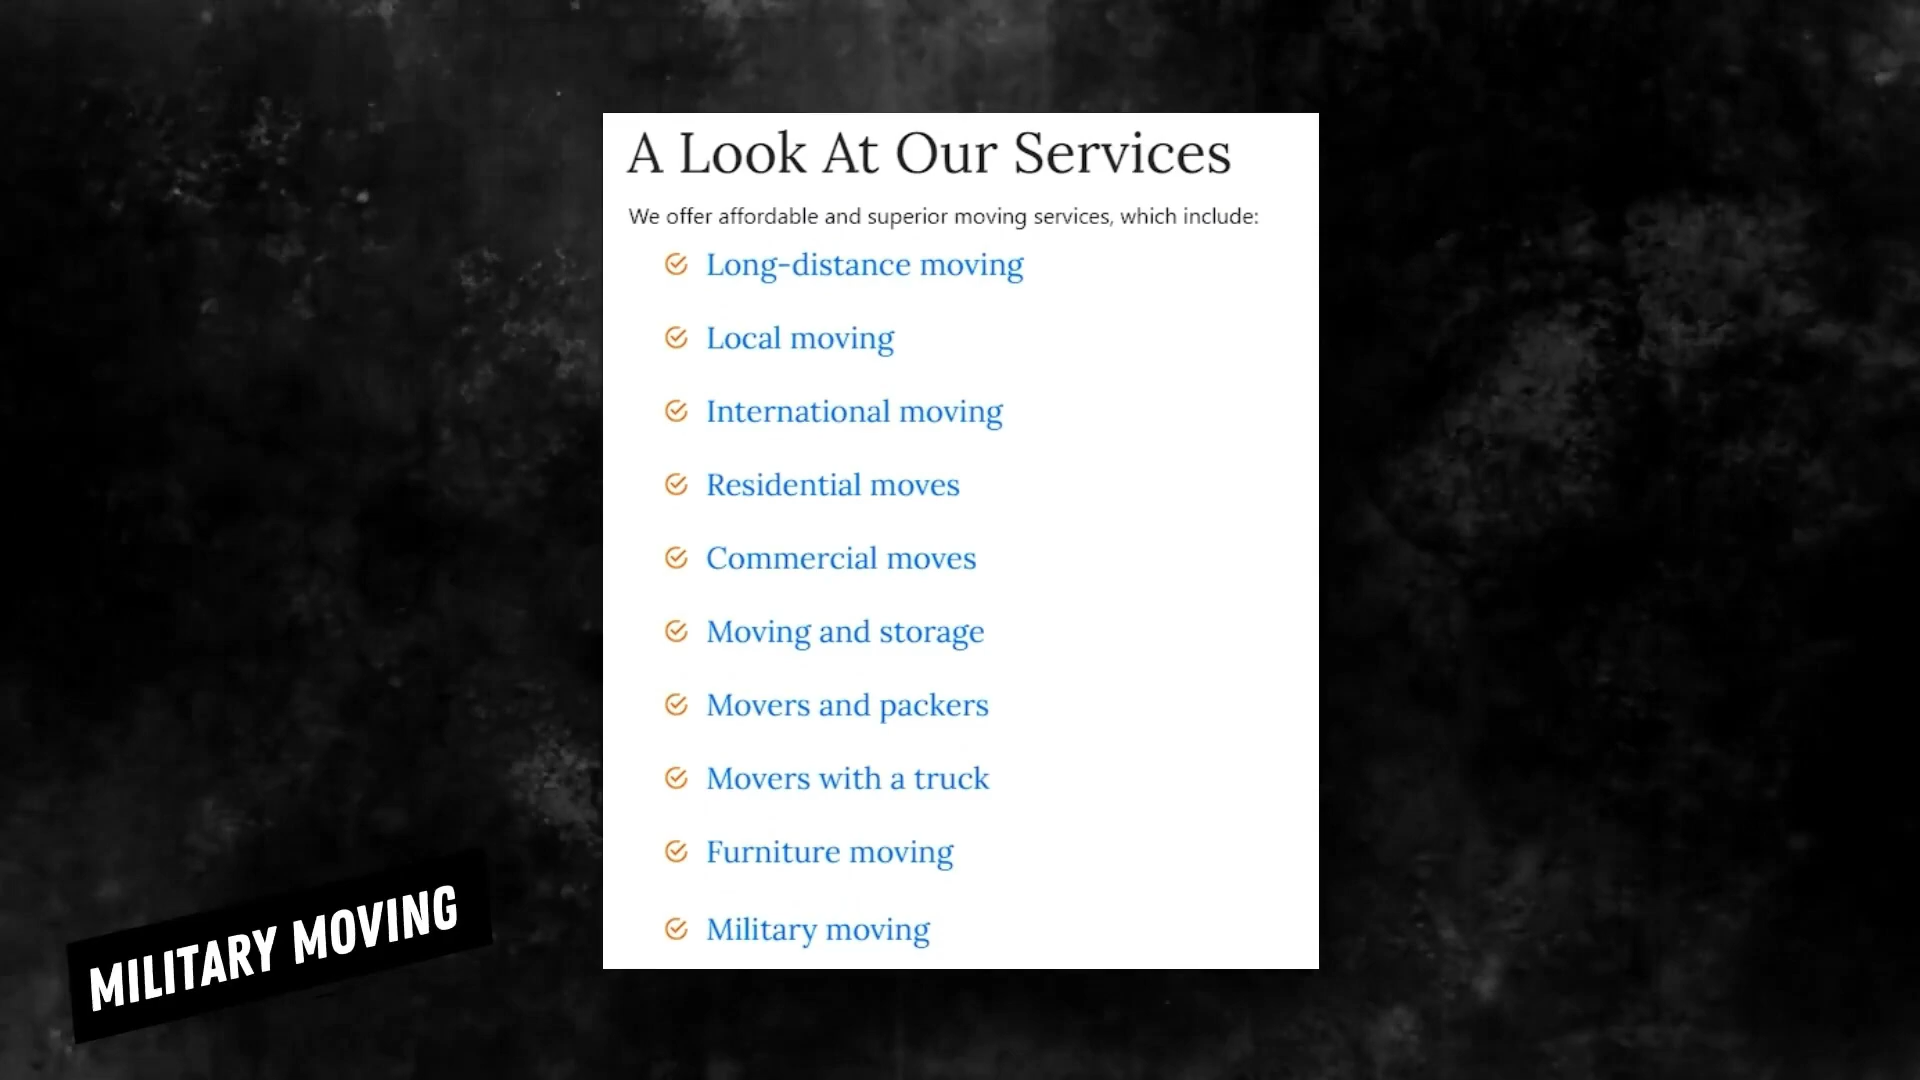 A Look At Our Services
We offer affordable and superior moving services, which include:
Long-distance moving
Local moving
International moving
Residential moves
Commercial moves
Moving and storage
Movers and packers
Movers with a truck
Furniture moving
Military moving
MILITARY MOVING